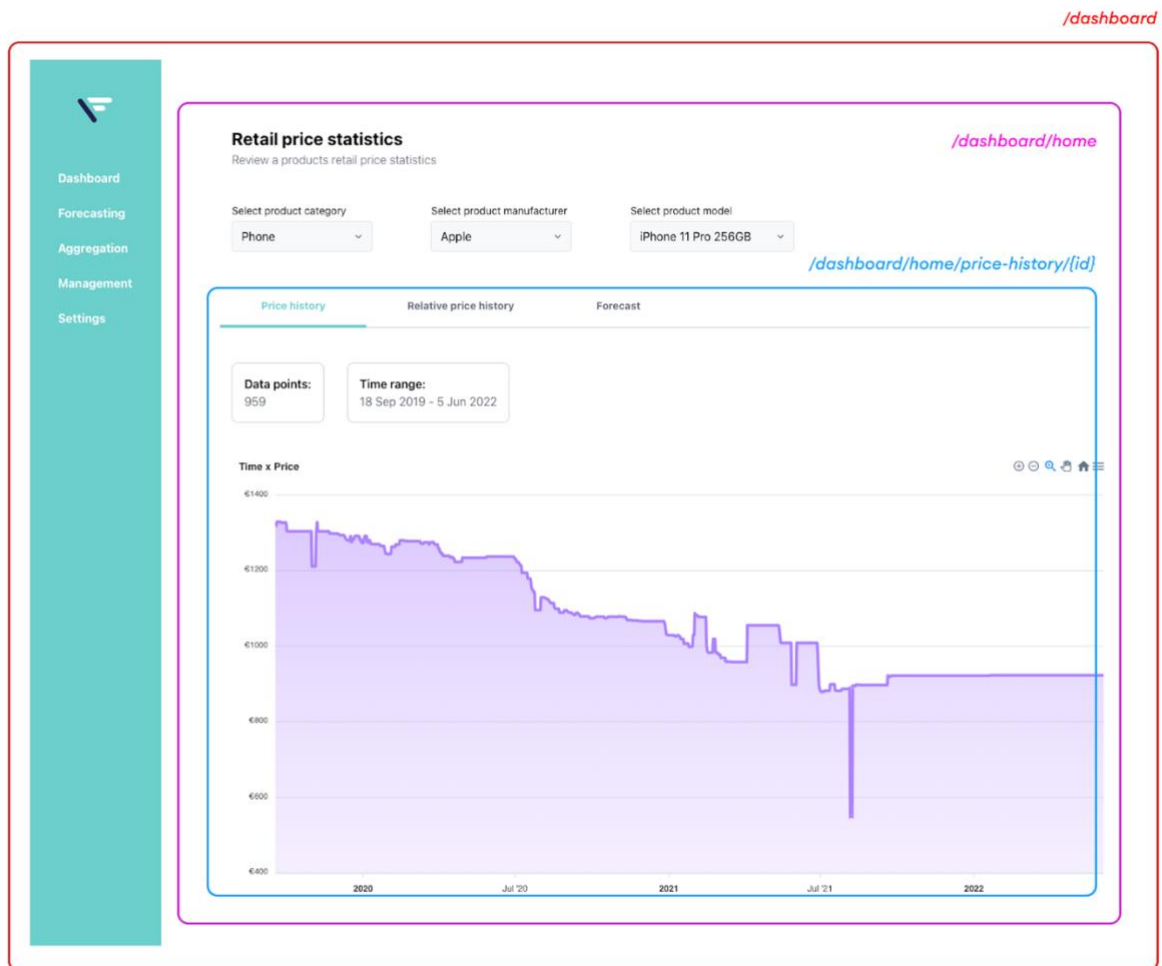 /dashboard
Retail price statistics
/dashboard/home
Review a products retail price statistics
Dashboard
Forecasting
Aggregation
Management
Settings
Select product category
Select product manufacturer
Select product model
Phone
Apple
iPhone 11 Pro 256GB
/dashboard/home/price-history/{id}
Price history
Relative price history
Forecast
Data points:
959
Time range:
18 Sep 2019 - 5 Jun 2022
Time x Price
€1400
€1200
€1000
€800
€600
€400
2020
Jul '20
2021
Jul '21
2022